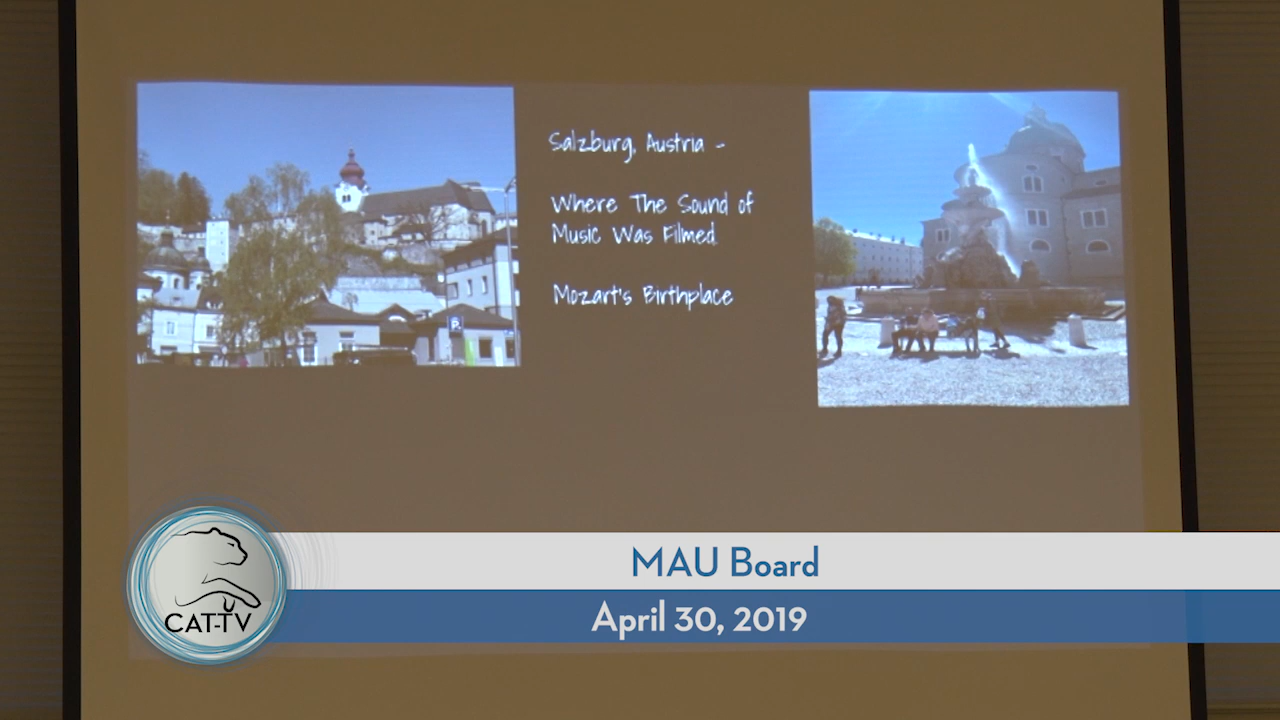 Salzburg, Austria -
Where The Sound of
Music Was Filmed
Mozart's Birthplace
P
MAU Board
April 30, 2019
CAT-TV